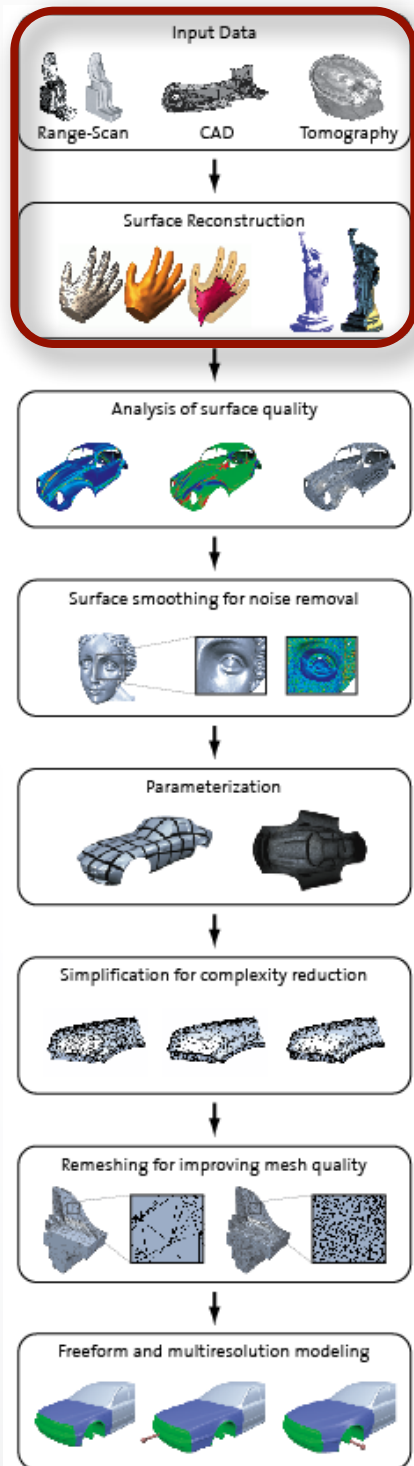 Input Data
Range-Scan CAD Tomography
Surface Reconstruction
Analysis of surface quality
Surface smoothing for noise removal
Parameterization
Simplification for complexity reduction
Remeshing for improving mesh quality
Freeform and multiresolution modeling